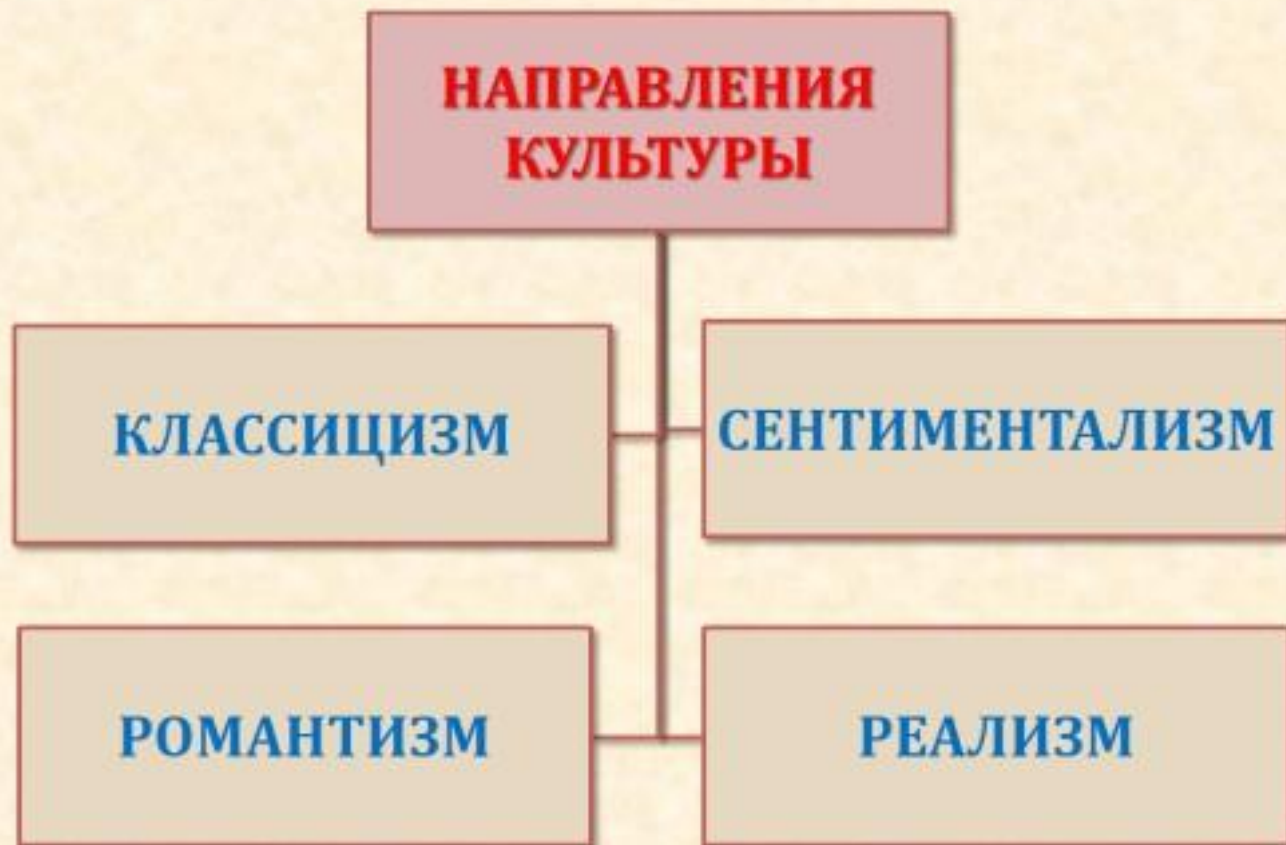 НАПРАВЛЕНИЯ
КУЛЬТУРЫ
КЛАССИЦИЗМ
СЕНТИМЕНТАЛИЗМ
РОМАНТИЗМ
РЕАЛИЗМ